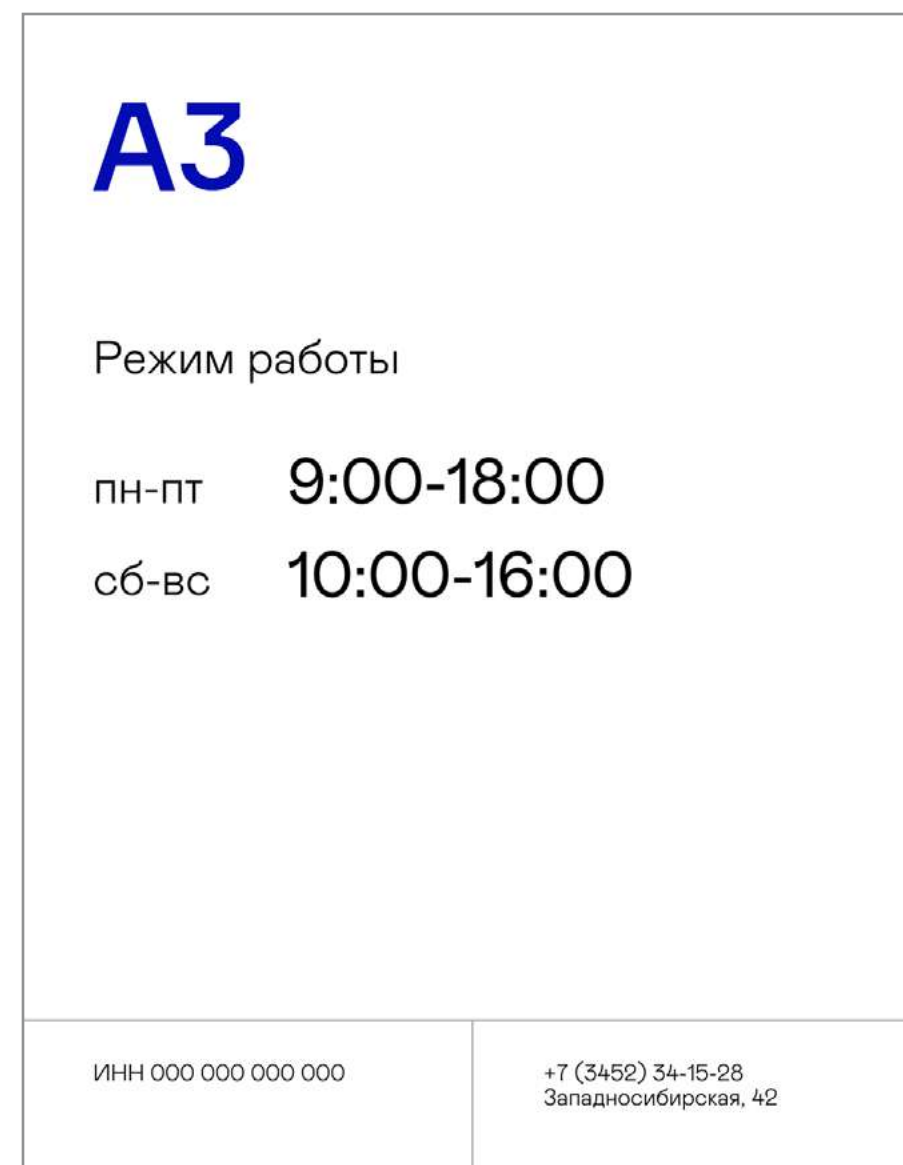 А3
Режим работы
пн-пт 9:00-18:00
сб-вс 10:00-16:00
ИНН 000 000 000 000
+7 (3452) 34-15-28
Западносибирская, 42